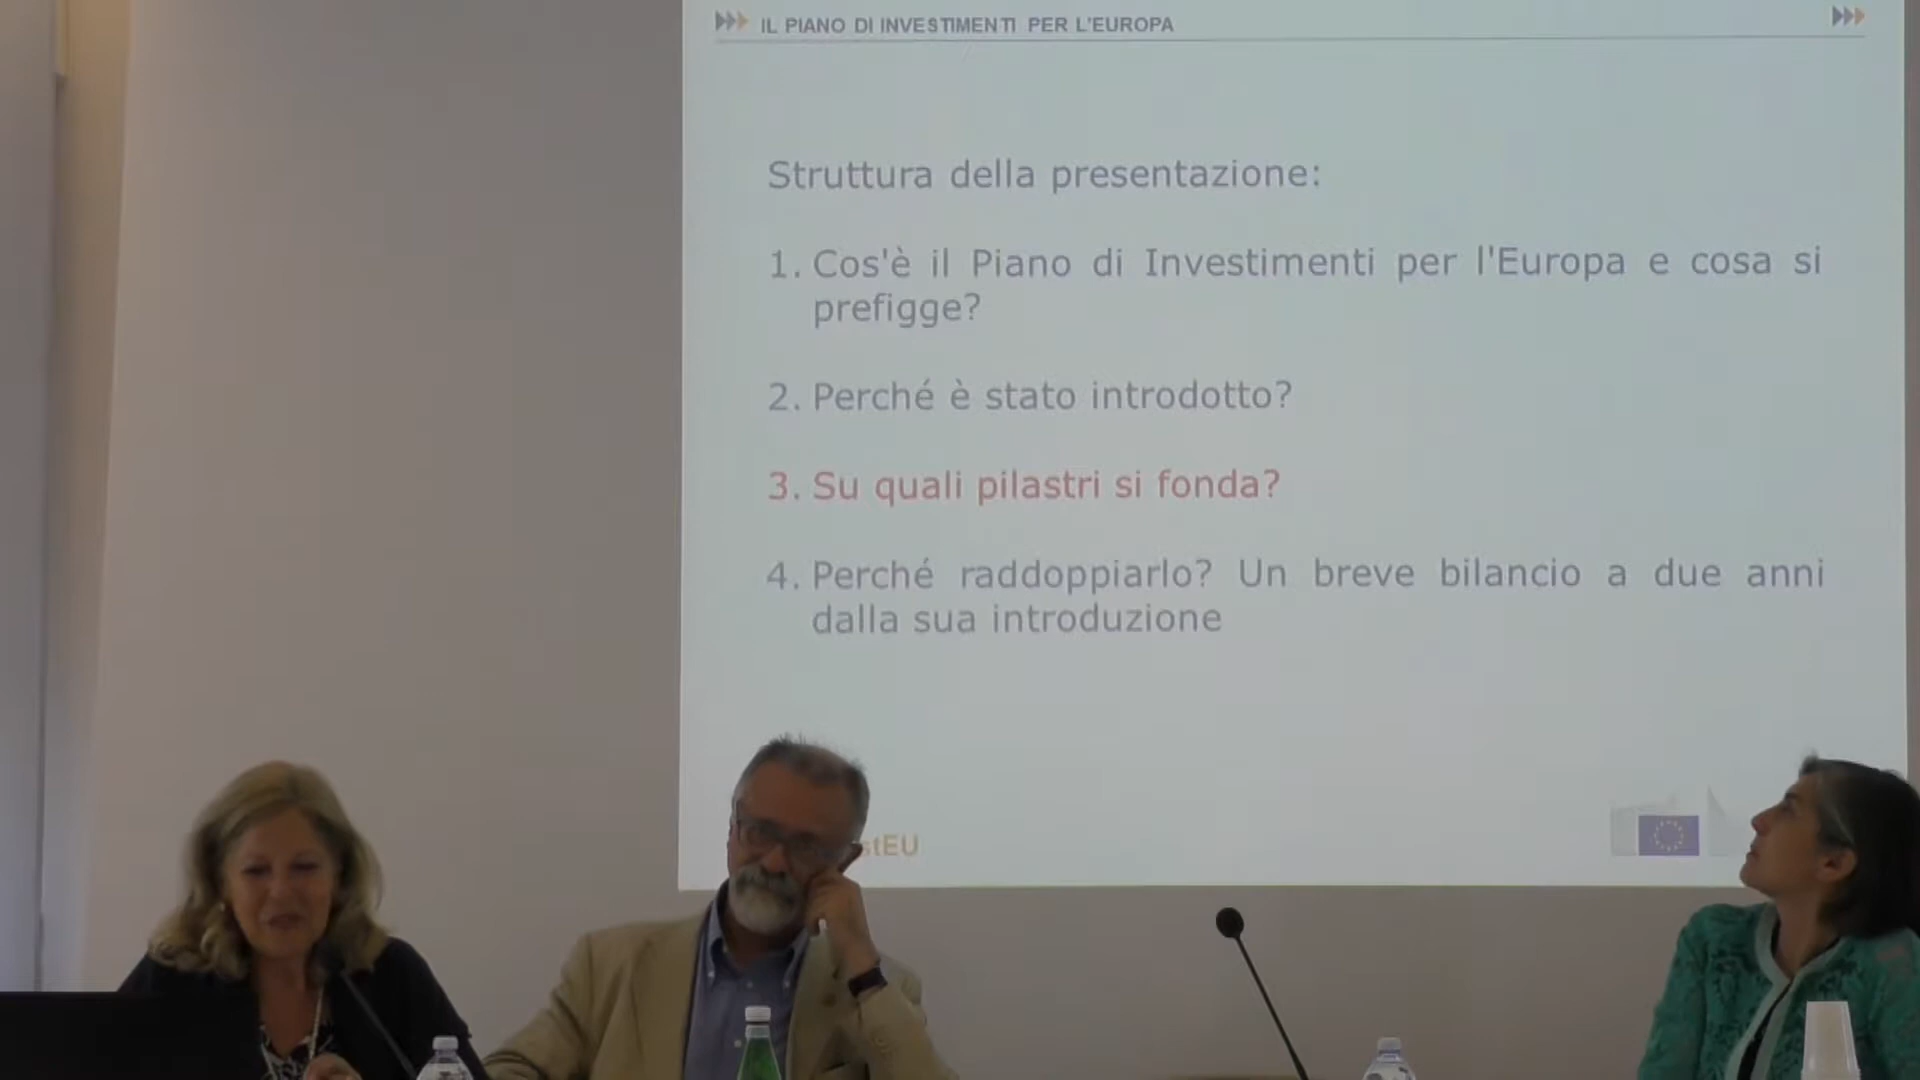 IL PIANO DI INVESTIMENTI PER L'EUROPA
Struttura della presentazione:
1. Cos'è il Piano di Investimenti per l'Europa e cosa si
prefigge?
2. Perché è stato introdotto?
3. Su quali pilastri si fonda?
4. Perché raddoppiarlo? Un breve bilancio a due anni
dalla sua introduzione
stEU